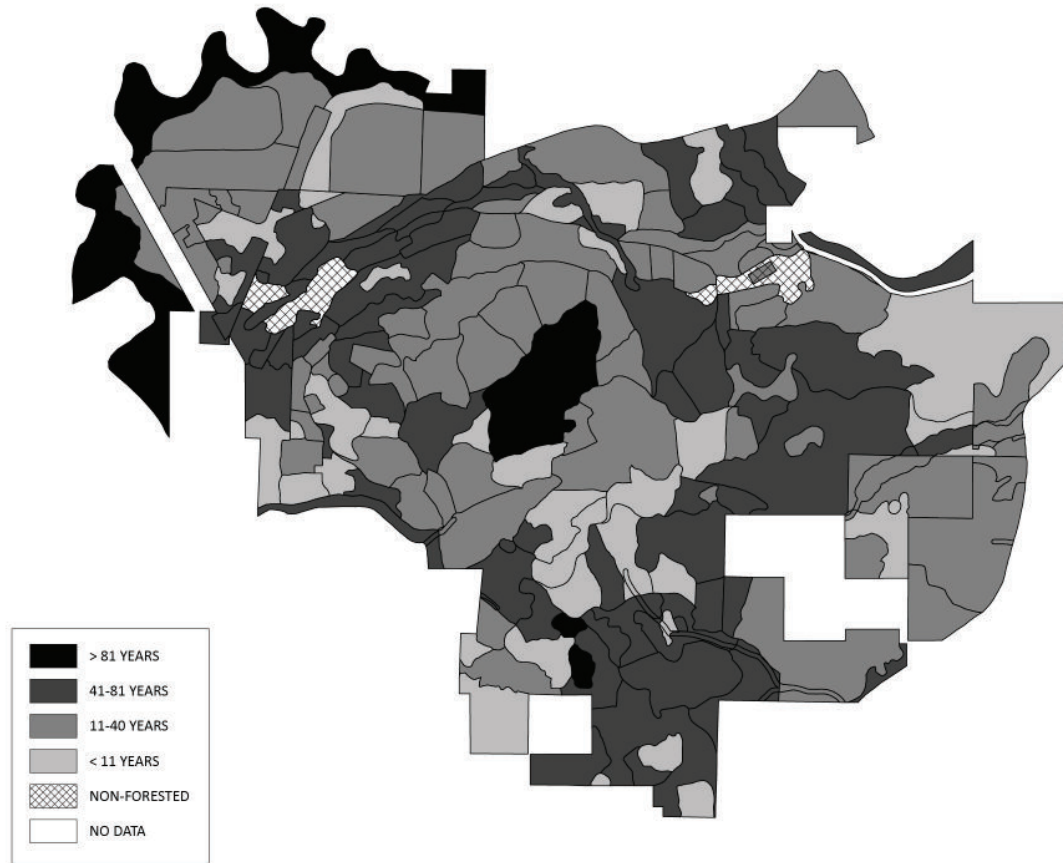 > 81 YEARS
41-81 YEARS
11-40 YEARS
< 11 YEARS
NON-FORESTED
NO DATA